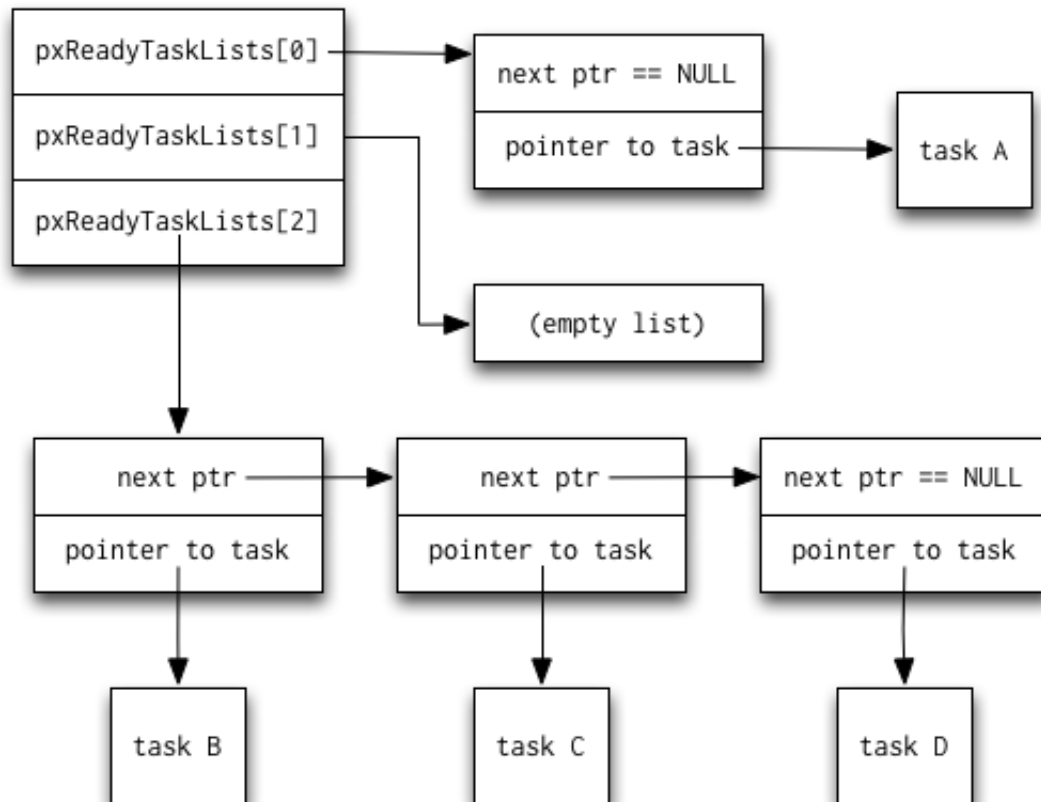 pxReadyTaskLists[0]
next ptr == NULL
pxReadyTaskLists[1]
pointer to task
task A
pxReadyTaskLists[2]
(empty list)
next ptr
next ptr
next ptr == NULL
pointer to task
pointer to task
pointer to task
task B
task C
task D